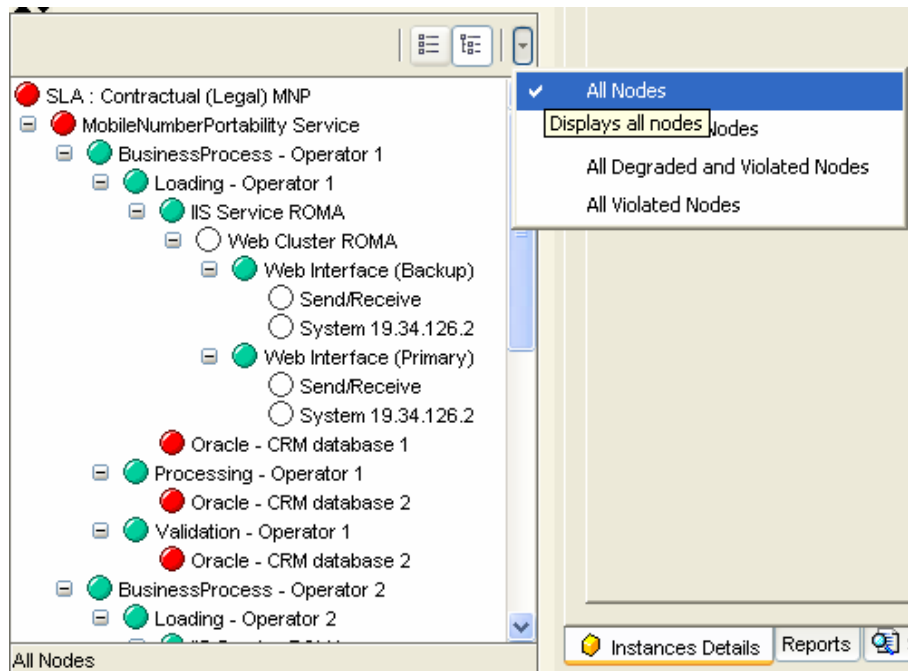 SLA : Contractual (Legal) MNP
MobileNumberPortability Service
BusinessProcess - Operator 1
Loading - Operator 1
IIS Service ROMA
Web Cluster ROMA
Web Interface (Backup)
Send/Receive
System 19.34.126.2
Web Interface (Primary)
Send/Receive
System 19.34.126.2
Oracle - CRM database 1
Processing - Operator 1
Oracle - CRM database 2
Validation - Operator 1
Oracle - CRM database 2
BusinessProcess - Operator 2
Loading - Operator 2
All Nodes
All Nodes
Displays all nodes Nodes
All Degraded and Violated Nodes
All Violated Nodes
Instances Details
Reports